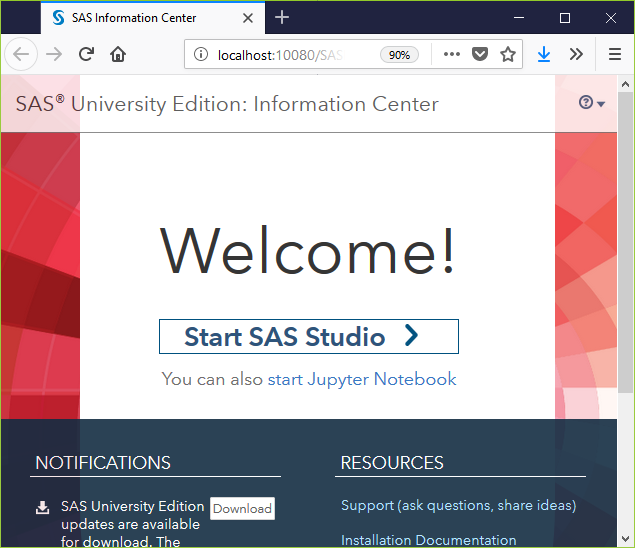 SAS Information Center
localhost:10080/SAS
90%
SAS® University Edition: Information Center
Welcome!
Start SAS Studio
You can also start Jupyter Notebook
NOTIFICATIONS
SAS University Edition
updates are available
for download. The
Download
RESOURCES
Support (ask questions, share ideas)
Installation Documentation